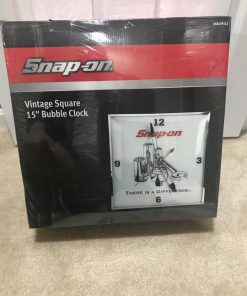 Snap-on
Vintage Square
15" Bubble Clock
12
Snap-on
9
3
THERE IS A DIFFERENCE
6